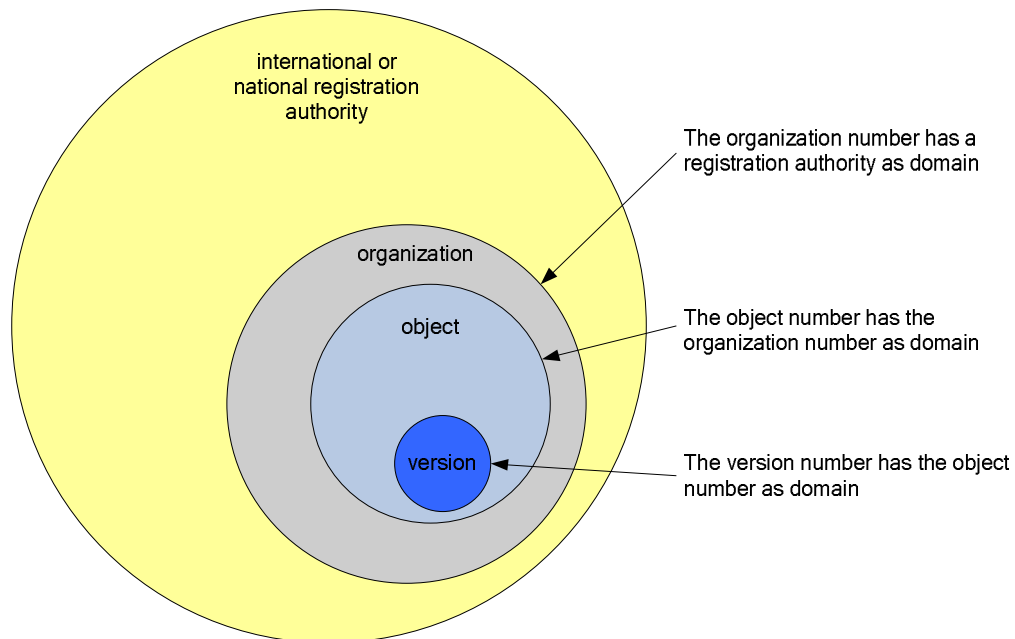 international or
national registration
authority
The organization number has a
registration authority as domain
organization
object
The object number has the
organization number as domain
version
The version number has the object
number as domain